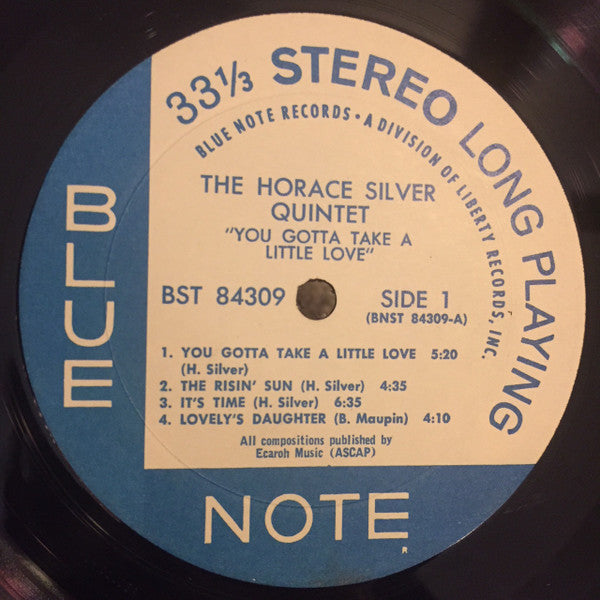 33 1/3 STEREO LONG PLAYING
BLUE NOTE RECORDS • A DIVISION OF LIBERTY RECORDS, INC.
THE HORACE SILVER
QUINTET
"YOU GOTTA TAKE A
LITTLE LOVE"
BST 84309 SIDE 1
(BNST 84309-A)
1. YOU GOTTA TAKE A LITTLE LOVE 5:20
(H. Silver)
2. THE RISIN' SUN (H. Silver) 4:35
3. IT'S TIME (H. Silver) 6:35
4. LOVELY'S DAUGHTER (B. Maupin) 4:10
All compositions published by
Ecaroh Music (ASCAP)
BLUE
NOTE
R